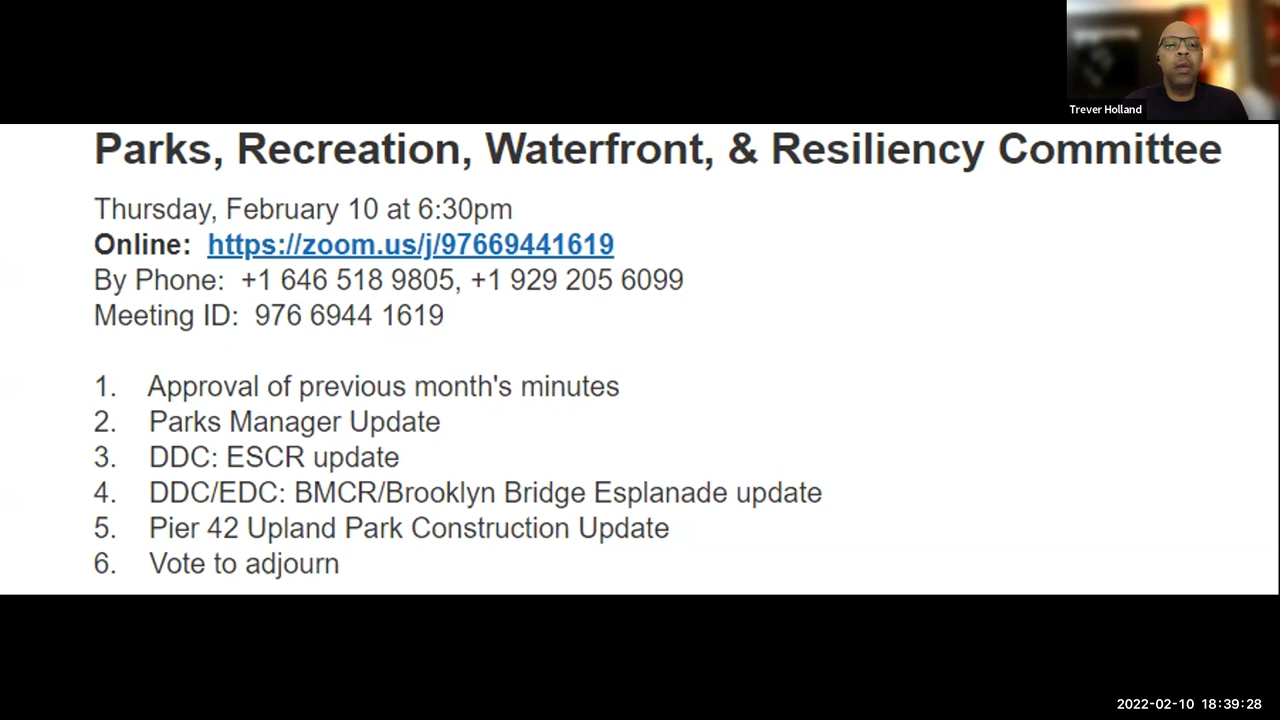 Trever Holland
Parks, Recreation, Waterfront, & Resiliency Committee
Thursday, February 10 at 6:30pm
Online: https://zoom.us/j/97669441619
By Phone: +1 646 518 9805, +1 929 205 6099
Meeting ID: 976 6944 1619
1. Approval of previous month's minutes
2. Parks Manager Update
3. DDC: ESCR update
4. DDC/EDC: BMCR/Brooklyn Bridge Esplanade update
5. Pier 42 Upland Park Construction Update
6. Vote to adjourn
2022-02-10 18:39:28